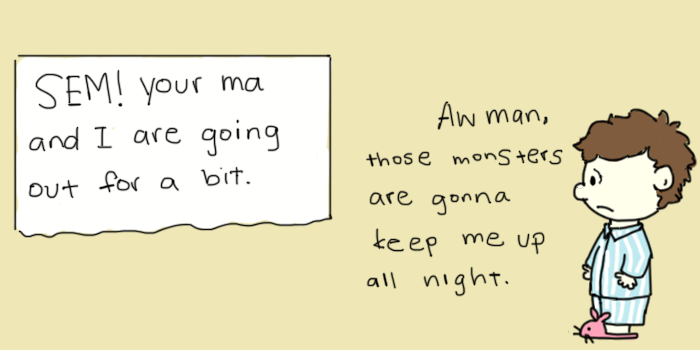 SEM! your ma
and I are going
out for a bit.
Aw man,
those monsters
are gonna
keep me up
all night.